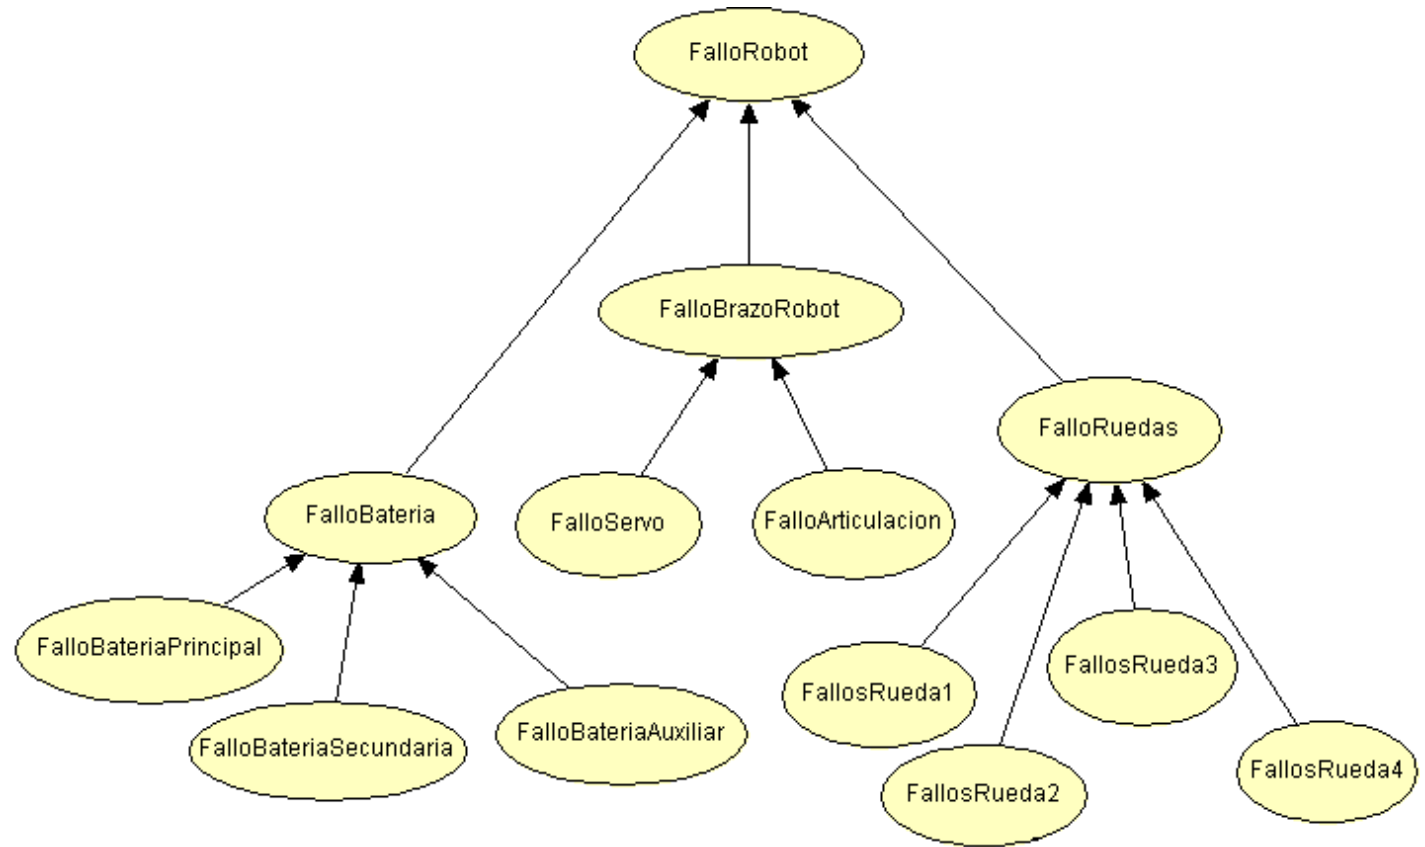 FalloRobot
FalloBrazoRobot
FalloRuedas
FalloBateria
FalloServo
FalloArticulacion
FalloBateriaPrincipal
FallosRueda3
FallosRueda1
FalloBateriaAuxiliar
FalloBateriaSecundaria
FallosRueda4
FallosRueda2